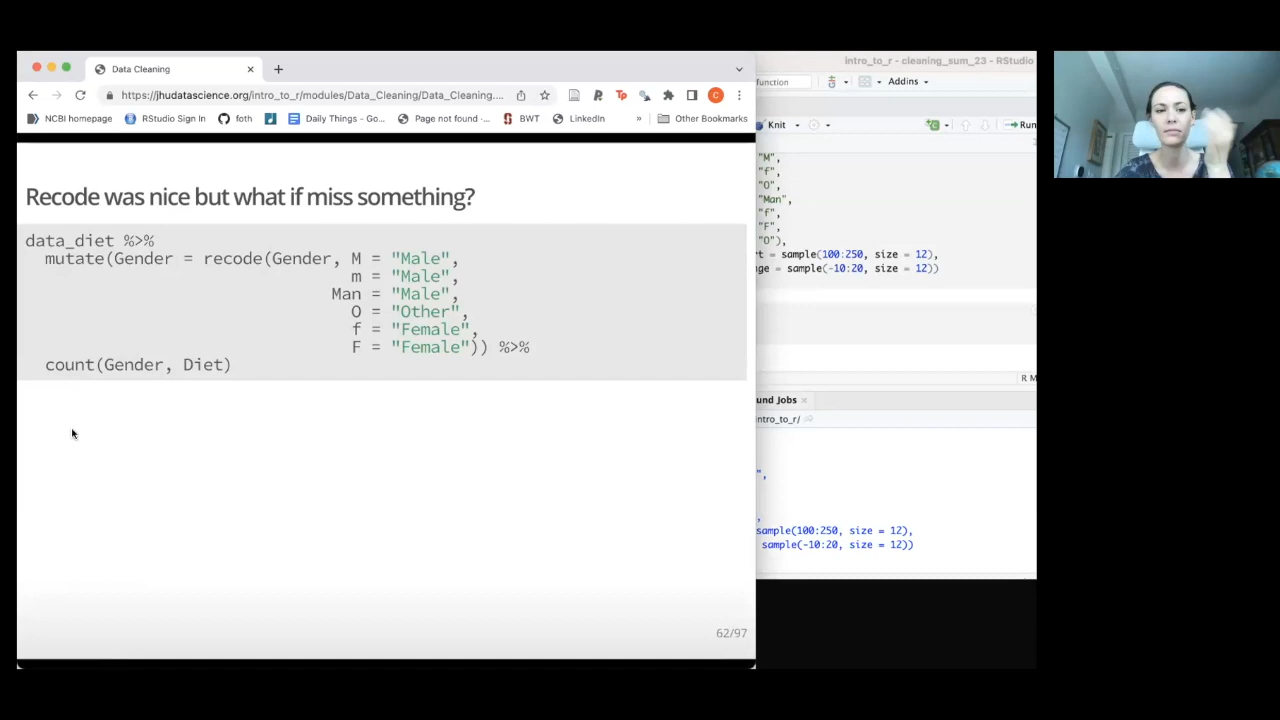 Data Cleaning
https://jhudatascience.org/intro_to_r/modules/Data_Cleaning/Data_Cleaning....
NCBI homepage RStudio Sign In foth Daily Things - Go... Page not found -... BWT LinkedIn » Other Bookmarks
Recode was nice but what if miss something?
data_diet %>%
mutate(Gender = recode(Gender, M = "Male",
m = "Male",
Man = "Male",
O = "Other",
f = "Female",
F = "Female")) %>%
count(Gender, Diet)
62/97
intro_to_r - cleaning_sum_23 - RStudio
function Addins
Knit Run
"M",
"f",
"O",
"Man",
"f",
"F",
"O"),
rt = sample(100:250, size = 12),
ge = sample(-10:20, size = 12))
R M
und Jobs
intro_to_r/
",
,
sample(100:250, size = 12),
sample(-10:20, size = 12))